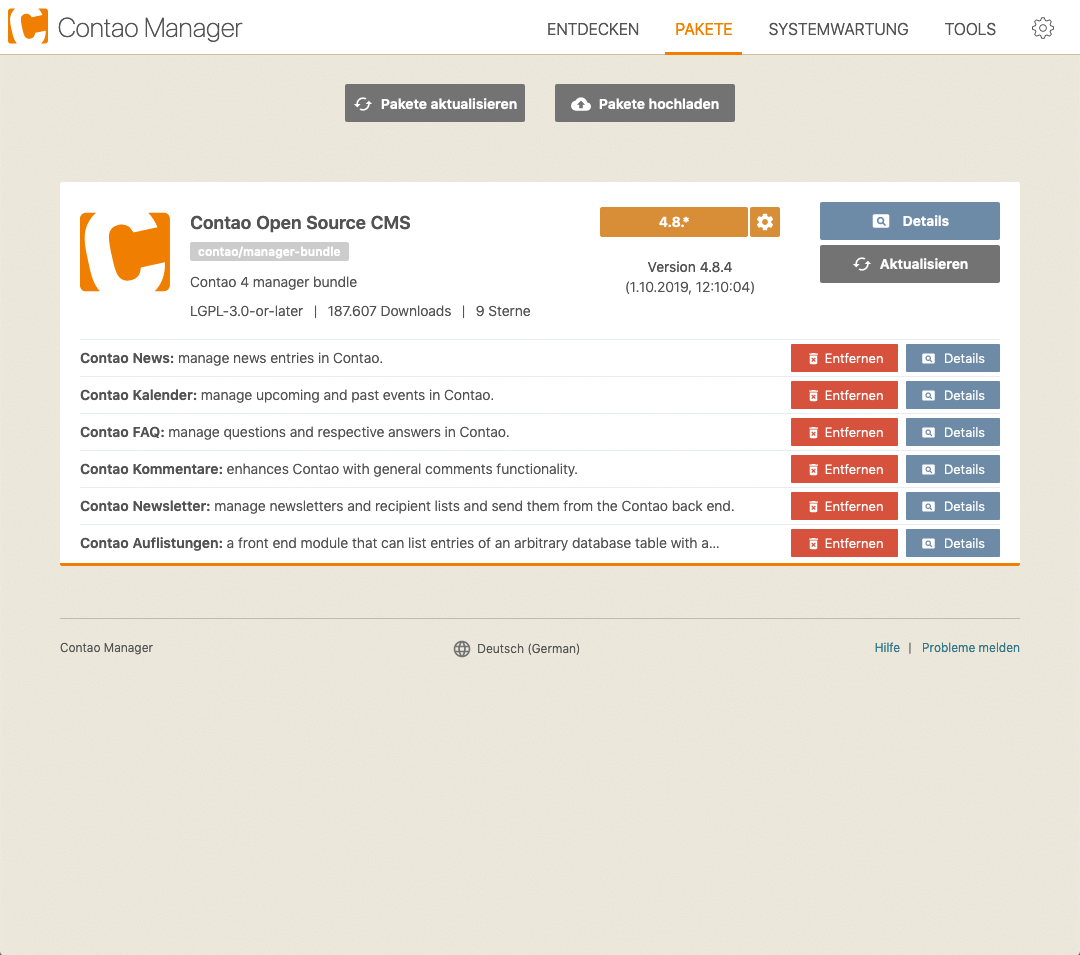 Contao Manager
ENTDECKEN PAKETE SYSTEMWARTUNG TOOLS
Pakete aktualisieren
Pakete hochladen
Contao Open Source CMS
contao/manager-bundle
Contao 4 manager bundle
LGPL-3.0-or-later | 187.607 Downloads | 9 Sterne
4.8.*
Version 4.8.4
(1.10.2019, 12:10:04)
Details
Aktualisieren
Contao News: manage news entries in Contao. Entfernen Details
Contao Kalender: manage upcoming and past events in Contao. Entfernen Details
Contao FAQ: manage questions and respective answers in Contao. Entfernen Details
Contao Kommentare: enhances Contao with general comments functionality. Entfernen Details
Contao Newsletter: manage newsletters and recipient lists and send them from the Contao back end. Entfernen Details
Contao Auflistungen: a front end module that can list entries of an arbitrary database table with a... Entfernen Details
Contao Manager Deutsch (German) Hilfe | Probleme melden